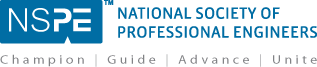 NSPE™ NATIONAL SOCIETY OF
PROFESSIONAL ENGINEERS
Champion | Guide | Advance | Unite